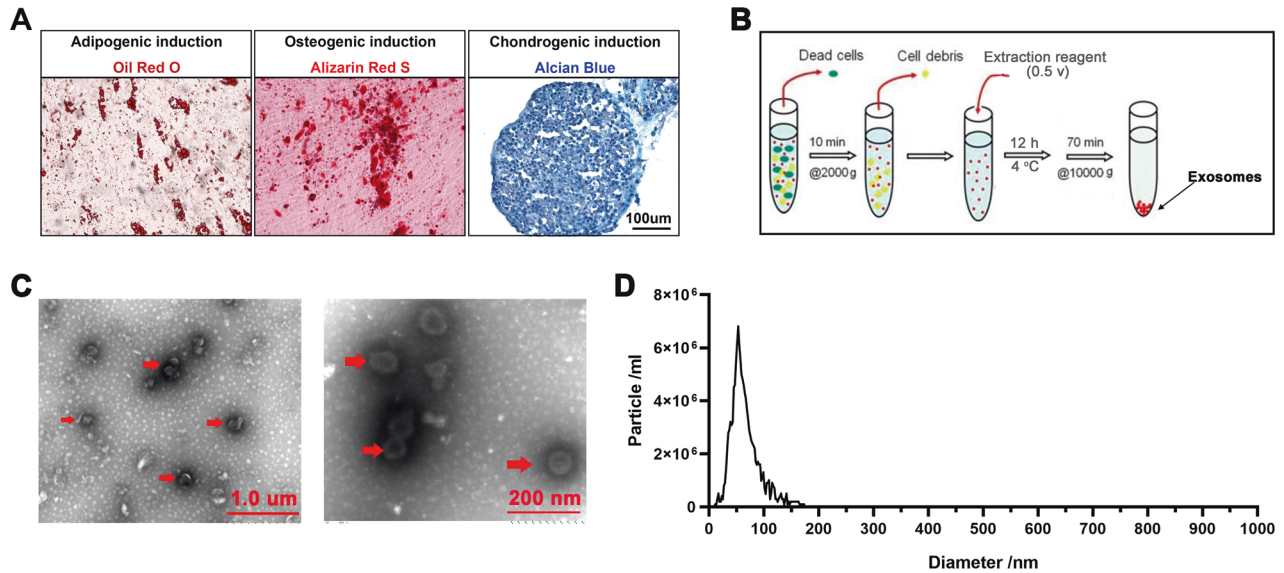 A
Adipogenic induction
Oil Red O
Osteogenic induction
Alizarin Red S
Chondrogenic induction
Alcian Blue
100um
B
Dead cells
Cell debris
Extraction reagent
(0.5 v)
10 min
@2000 g
12 h
4 °C
70 min
@10000 g
Exosomes
C
1.0 um
200 nm
D
Particle /ml
8×10⁶
6×10⁶
4×10⁶
2×10⁶
0
0 100 200 300 400 500 600 700 800 900 1000
Diameter /nm